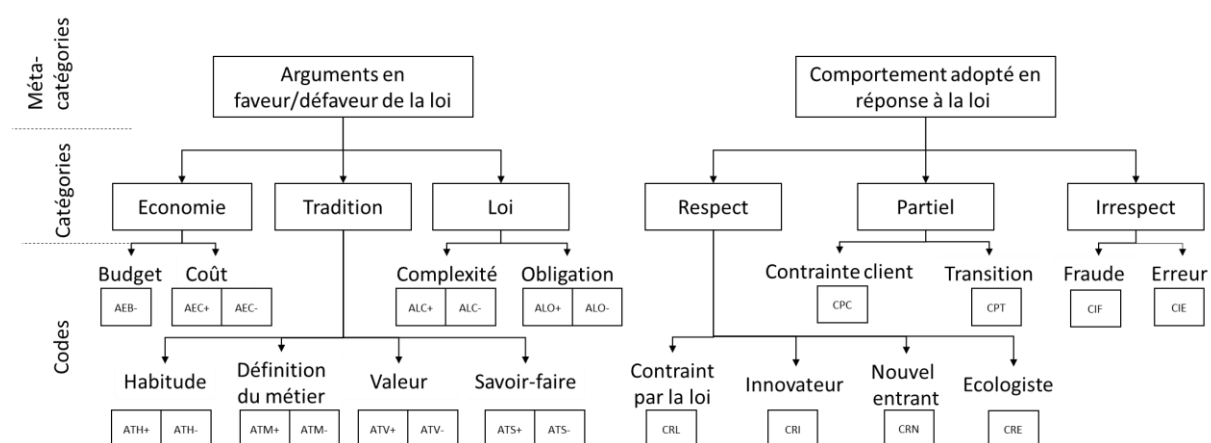 Méta-
catégories
Arguments en
faveur/défaveur de la loi
Comportement adopté en
réponse à la loi
Catégories
Economie
Tradition
Loi
Respect
Partiel
Irrespect
Codes
Budget
Coût
Complexité
Obligation
Contrainte client
Transition
Fraude
Erreur
AEB-
AEC+
AEC-
ALC+
ALC-
ALO+
ALO-
CPC
CPT
CIF
CIE
Habitude
Définition
du métier
Valeur
Savoir-faire
Contraint
par la loi
Innovateur
Nouvel
entrant
Ecologiste
ATH+
ATH-
ATM+
ATM-
ATV+
ATV-
ATS+
ATS-
CRL
CRI
CRN
CRE